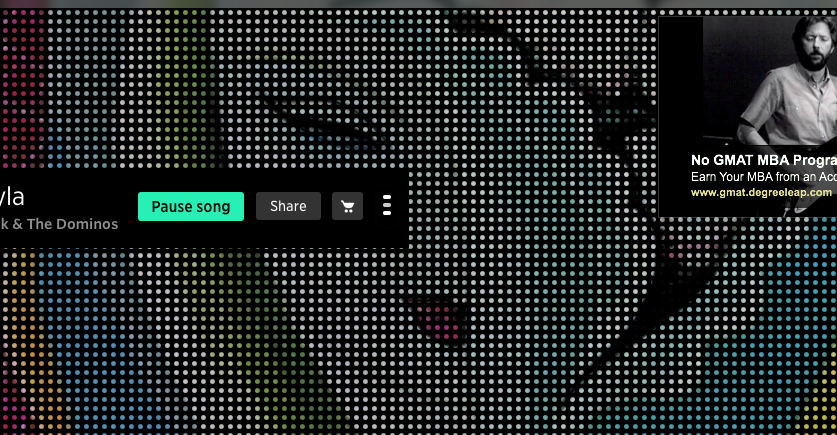 yla
Pause song
Share
k & The Dominos
No GMAT MBA Progra
Earn Your MBA from an Acc
www.gmat.degreeleap.com